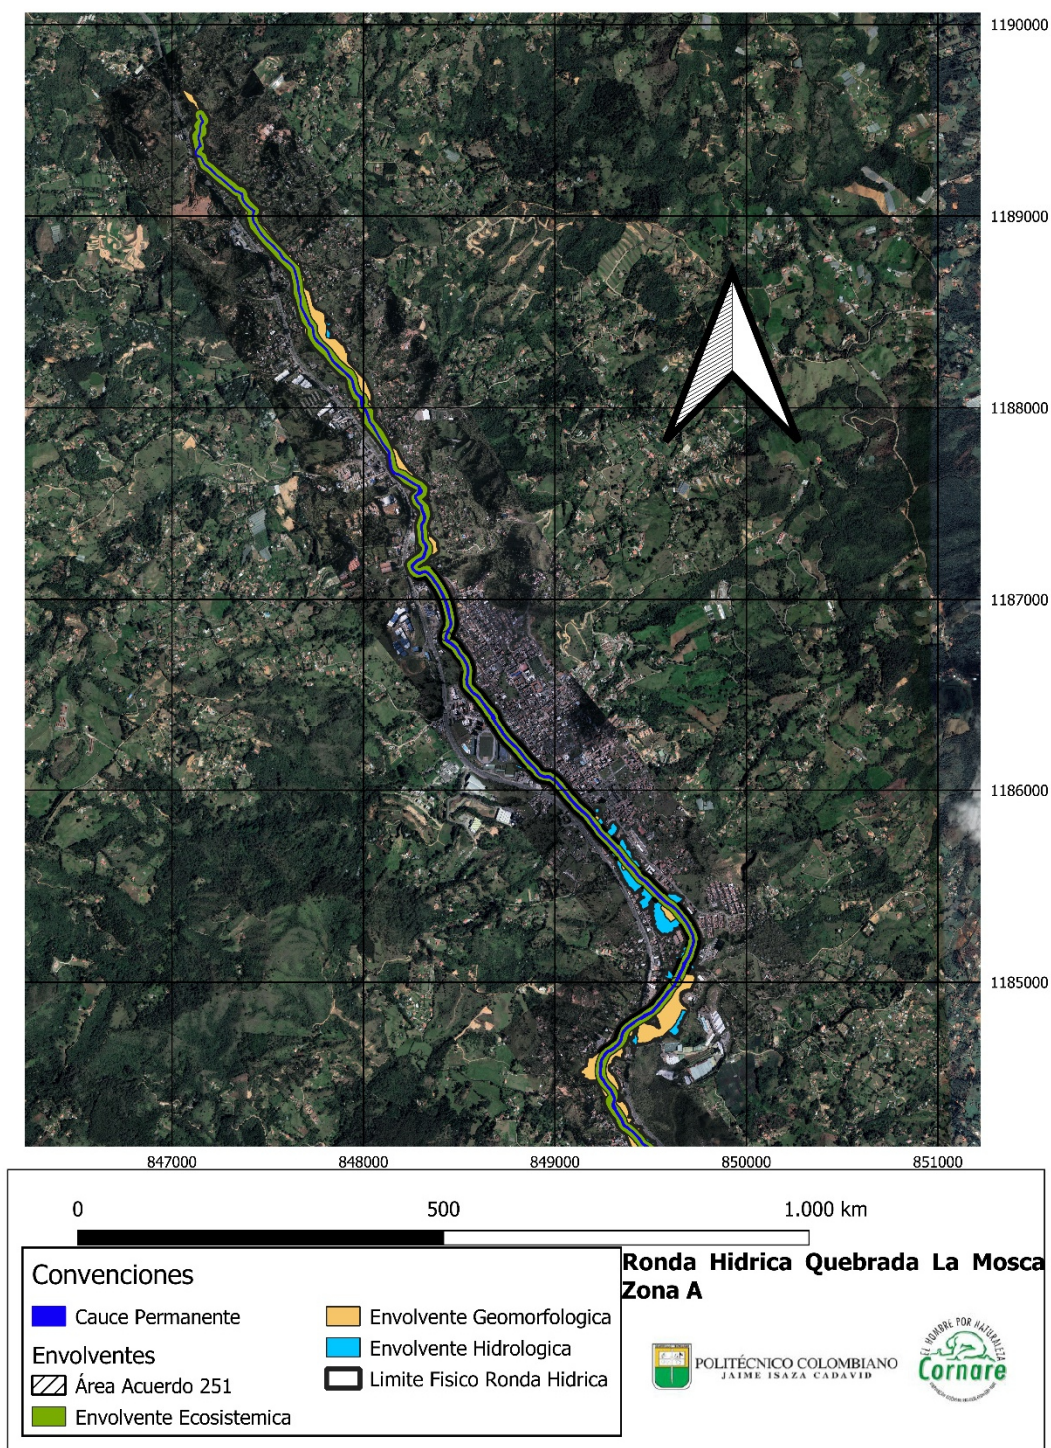 1190000
1189000
1188000
1187000
1186000
1185000
847000 848000 849000 850000 851000
0 500 1.000 km
Ronda Hidrica Quebrada La Mosca
Zona A
Convenciones
Cauce Permanente
Envolventes
Área Acuerdo 251
Envolvente Ecosistemica
Envolvente Geomorfologica
Envolvente Hidrologica
Limite Fisico Ronda Hidrica
POLITÉCNICO COLOMBIANO
JAIME ISAZA CADAVID
EL HOMBRE POR NATURALEZA
Cornare